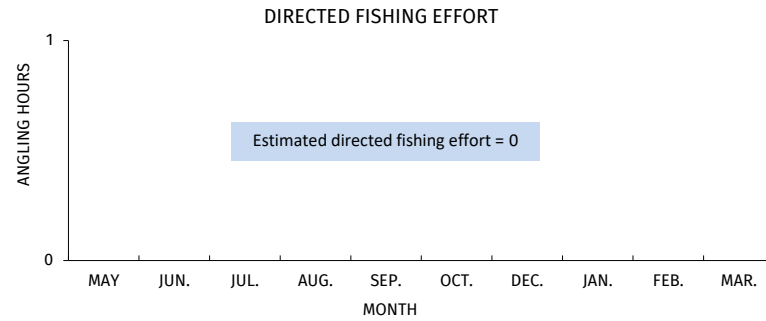 DIRECTED FISHING EFFORT
1
ANGLING HOURS
Estimated directed fishing effort = 0
0
MAY JUN. JUL. AUG. SEP. OCT. DEC. JAN. FEB. MAR.
MONTH